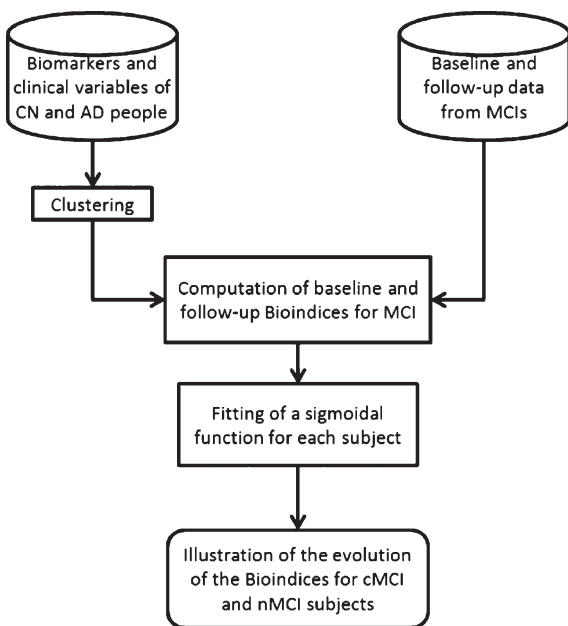 Biomarkers and
clinical variables of
CN and AD people
Baseline and
follow-up data
from MCIs
Clustering
Computation of baseline and
follow-up Bioindices for MCI
Fitting of a sigmoidal
function for each subject
Illustration of the evolution
of the Bioindices for cMCI
and nMCI subjects